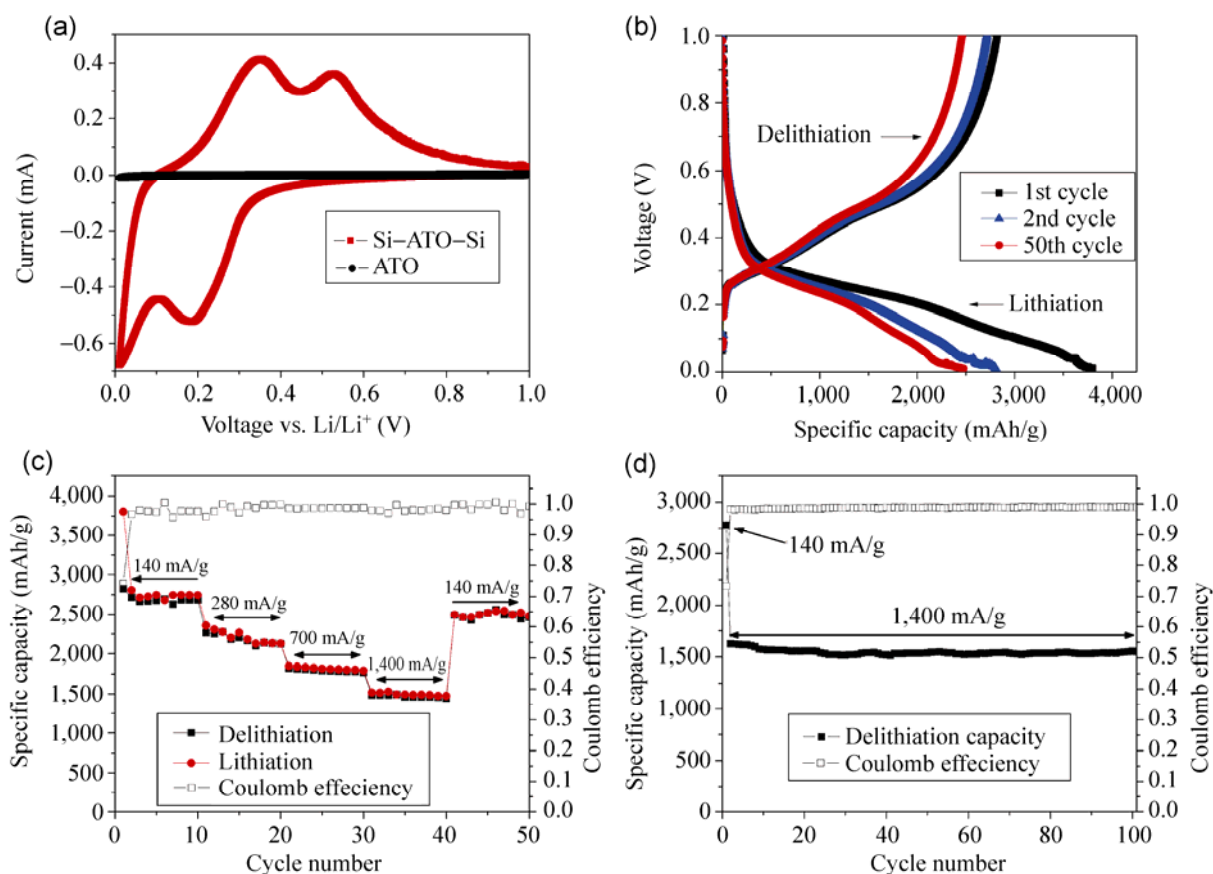 (a)
0.4
0.2
0.0
−0.2
−0.4
−0.6
Current (mA)
Si−ATO−Si
ATO
0.0 0.2 0.4 0.6 0.8 1.0
Voltage vs. Li/Li⁺ (V)
(b)
1.0
0.8
0.6
0.4
0.2
0.0
Voltage (V)
Delithiation
1st cycle
2nd cycle
50th cycle
Lithiation
0 1,000 2,000 3,000 4,000
Specific capacity (mAh/g)
(c)
4,000
3,500
3,000
2,500
2,000
1,500
1,000
500
0
Specific capacity (mAh/g)
140 mA/g
280 mA/g
700 mA/g
1,400 mA/g
140 mA/g
Delithiation
Lithiation
Coulomb effeciency
1.0
0.9
0.8
0.7
0.6
0.5
0.4
0.3
0.2
0.1
0.0
Coulomb efficiency
0 10 20 30 40 50
Cycle number
(d)
3,000
2,500
2,000
1,500
1,000
500
0
Specific capacity (mAh/g)
140 mA/g
1,400 mA/g
Delithiation capacity
Coulomb effeciency
1.0
0.9
0.8
0.7
0.6
0.5
0.4
0.3
0.2
0.1
0.0
Coulomb efficiency
0 20 40 60 80 100
Cycle number